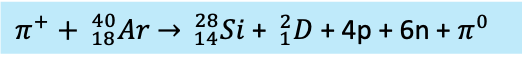 π⁺ + ⁴⁰₁₈Ar → ²⁸₁₄Si + ²₁D + 4p + 6n + π⁰